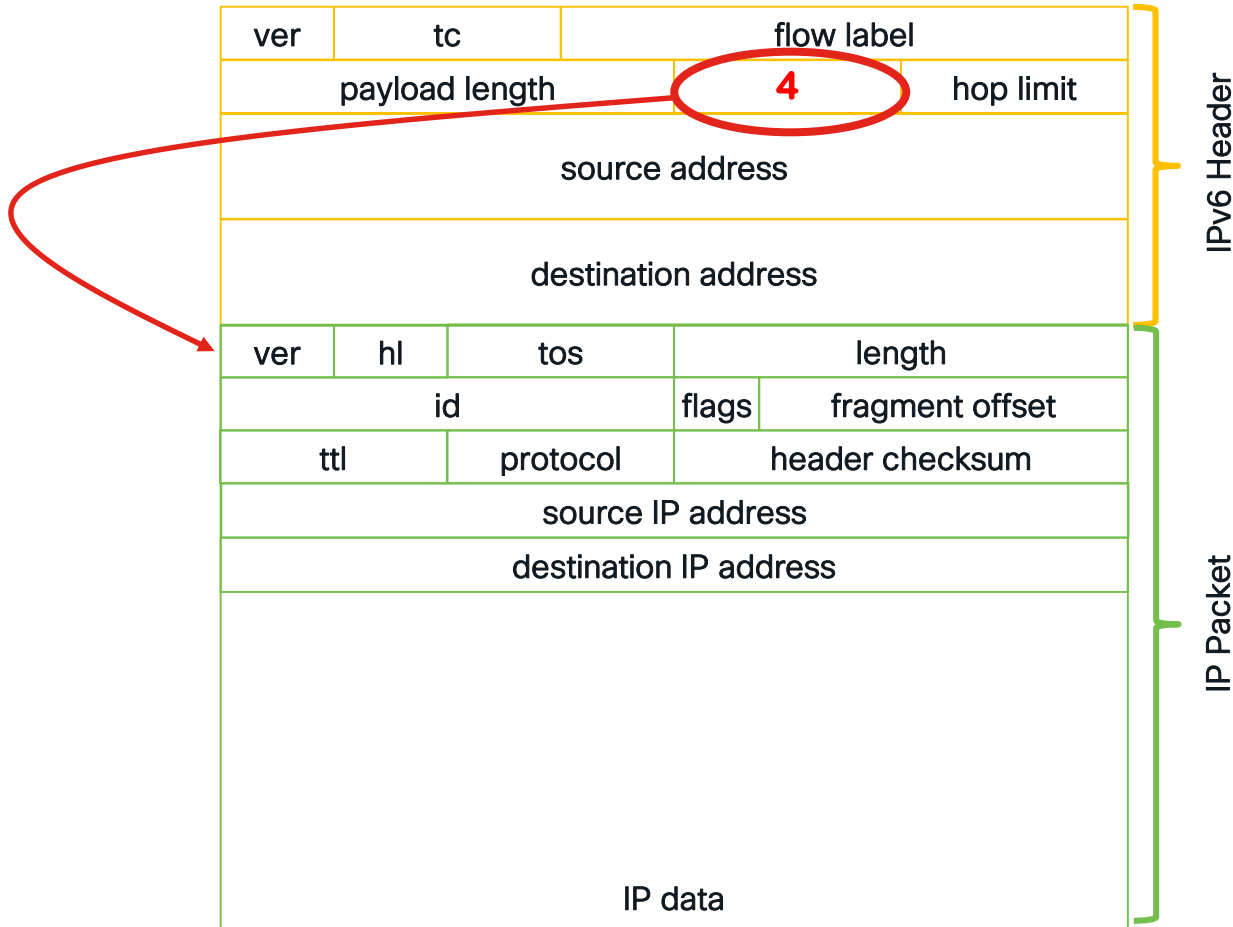 ver tc flow label
payload length 4 hop limit
source address
destination address
IPv6 Header
ver hl tos length
id flags fragment offset
ttl protocol header checksum
source IP address
destination IP address
IP data
IP Packet